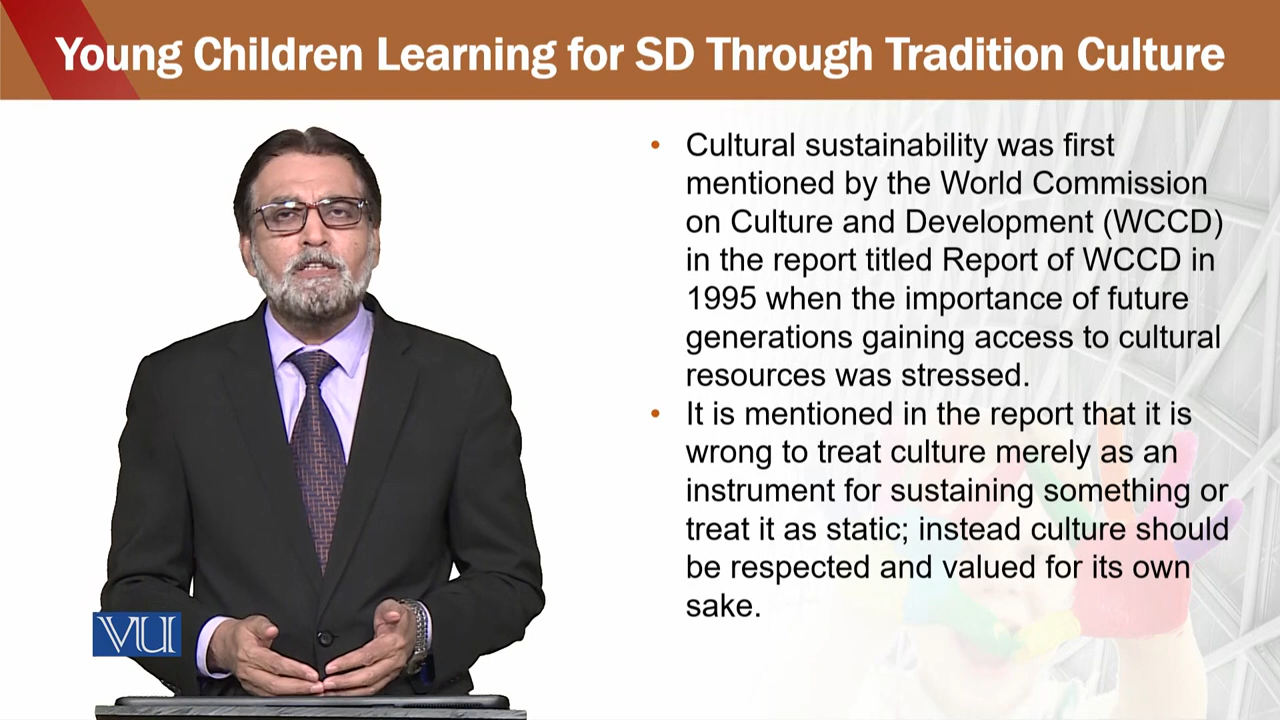 Young Children Learning for SD Through Tradition Culture
• Cultural sustainability was first
mentioned by the World Commission
on Culture and Development (WCCD)
in the report titled Report of WCCD in
1995 when the importance of future
generations gaining access to cultural
resources was stressed.
• It is mentioned in the report that it is
wrong to treat culture merely as an
instrument for sustaining something or
treat it as static; instead culture should
be respected and valued for its own
sake.
VU